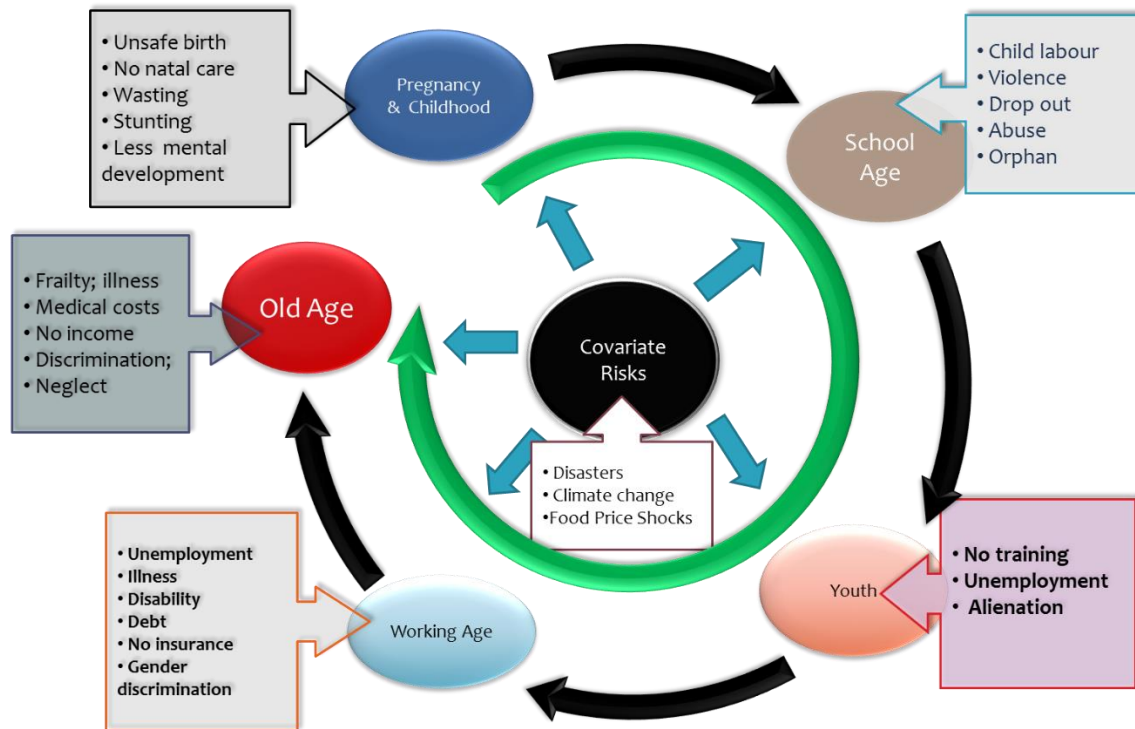 • Unsafe birth
• No natal care
• Wasting
• Stunting
• Less mental
development
Pregnancy
& Childhood
• Child labour
• Violence
• Drop out
• Abuse
• Orphan
School
Age
• Frailty; illness
• Medical costs
• No income
• Discrimination;
• Neglect
Old Age
Covariate
Risks
• Disasters
• Climate change
•Food Price Shocks
• Unemployment
• Illness
• Disability
• Debt
• No insurance
• Gender
discrimination
Working Age
Youth
• No training
• Unemployment
• Alienation